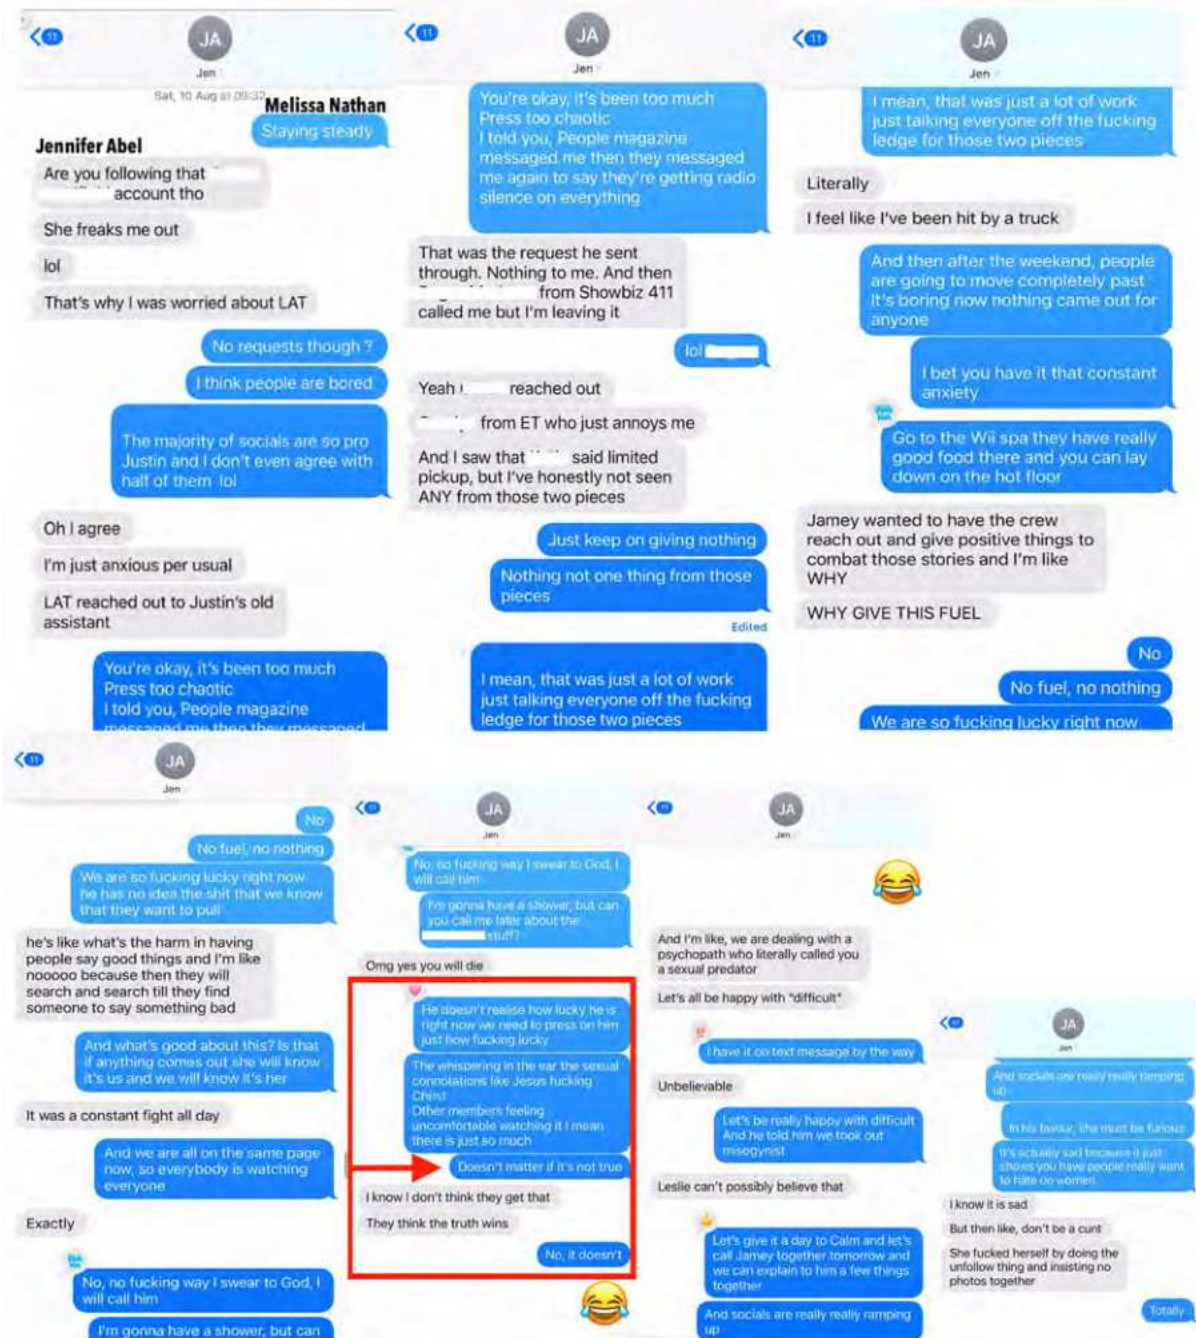 11
JA
Jen
Sat, 10 Aug at 09:32
Melissa Nathan
Staying steady
Jennifer Abel
Are you following that
account tho
She freaks me out
lol
That's why I was worried about LAT
No requests though ?
I think people are bored
The majority of socials are so pro
Justin and I don't even agree with
half of them lol
Oh I agree
I'm just anxious per usual
LAT reached out to Justin's old
assistant
You're okay, it's been too much
Press too chaotic
I told you, People magazine
messaged me then they messaged
11
JA
Jen
You're okay, it's been too much
Press too chaotic
I told you, People magazine
messaged me then they messaged
me again to say they're getting radio
silence on everything
That was the request he sent
through. Nothing to me. And then
from Showbiz 411
called me but I'm leaving it
lol
Yeah
reached out
from ET who just annoys me
And I saw that
said limited
pickup, but I've honestly not seen
ANY from those two pieces
Just keep on giving nothing
Nothing not one thing from those
pieces
Edited
I mean, that was just a lot of work
just talking everyone off the fucking
ledge for those two pieces
11
JA
Jen
I mean, that was just a lot of work
just talking everyone off the fucking
ledge for those two pieces
Literally
I feel like I've been hit by a truck
And then after the weekend, people
are going to move completely past
It's boring now nothing came out for
anyone
I bet you have it that constant
anxiety
Go to the Wii spa they have really
good food there and you can lay
down on the hot floor
Jamey wanted to have the crew
reach out and give positive things to
combat those stories and I'm like
WHY
WHY GIVE THIS FUEL
No
No fuel, no nothing
We are so fucking lucky right now
11
JA
Jen
No
No fuel, no nothing
We are so fucking lucky right now
he has no idea the shit that we know
that they want to pull
he's like what's the harm in having
people say good things and I'm like
nooooo because then they will
search and search till they find
someone to say something bad
And what's good about this? Is that
if anything comes out she will know
it's us and we will know it's her
It was a constant fight all day
And we are all on the same page
now, so everybody is watching
everyone
Exactly
No, no fucking way I swear to God, I
will call him
I'm gonna have a shower, but can
11
JA
Jen
No, no fucking way I swear to God, I
will call him
I'm gonna have a shower, but can
you call me later about the
stuff?
Omg yes you will die
He doesn't realise how lucky he is
right now we need to press on him
just how fucking lucky
The whispering in the ear the sexual
connotations like Jesus fucking
Christ
Other members feeling
uncomfortable watching it I mean
there is just so much
Doesn't matter if it's not true
I know I don't think they get that
They think the truth wins
No, it doesn't
11
JA
Jen
And I'm like, we are dealing with a
psychopath who literally called you
a sexual predator
Let's all be happy with "difficult"
I have it on text message by the way
Unbelievable
Let's be really happy with difficult
And he told him we took out
misogynist
Leslie can't possibly believe that
Let's give it a day to Calm and let's
call Jamey together tomorrow and
we can explain to him a few things
together
And socials are really really ramping
up
JA
Jen
And socials are really really ramping
up
In his favour, she must be furious
It's actually sad because it just
shows you have people really want
to hate on women
I know it is sad
But then like, don't be a cunt
She fucked herself by doing the
unfollow thing and insisting no
photos together
Totally